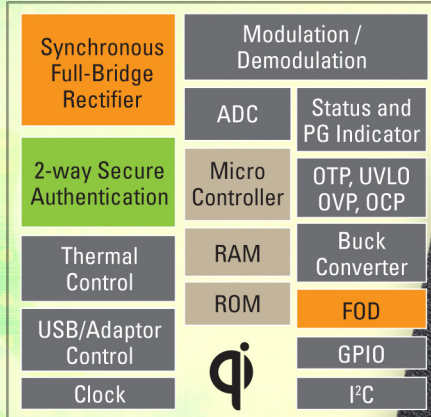 Synchronous
Full-Bridge
Rectifier
Modulation /
Demodulation
ADC
Status and
PG Indicator
2-way Secure
Authentication
Micro
Controller
OTP, UVLO
OVP, OCP
Thermal
Control
RAM
Buck
Converter
ROM
FOD
USB/Adaptor
Control
qi
GPIO
Clock
I²C